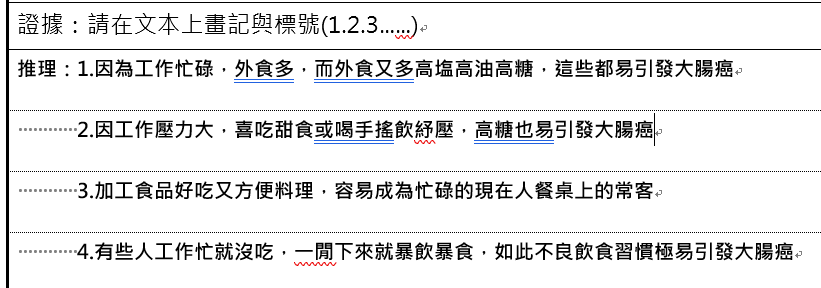 證據：請在文本上畫記與標號(1.2.3……)
推理：1.因為工作忙碌，外食多，而外食又多高塩高油高糖，這些都易引發大腸癌
2.因工作壓力大，喜吃甜食或喝手搖飲紓壓，高糖也易引發大腸癌
3.加工食品好吃又方便料理，容易成為忙碌的現在人餐桌上的常客
4.有些人工作忙就沒吃，一閒下來就暴飲暴食，如此不良飲食習慣極易引發大腸癌